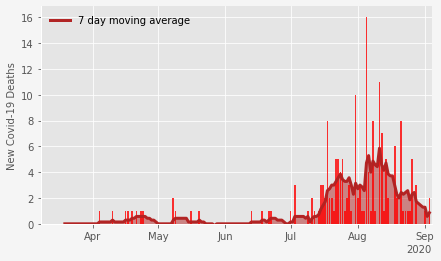 7 day moving average
New Covid-19 Deaths
16
14
12
10
8
6
4
2
0
Apr
May
Jun
Jul
Aug
Sep
2020